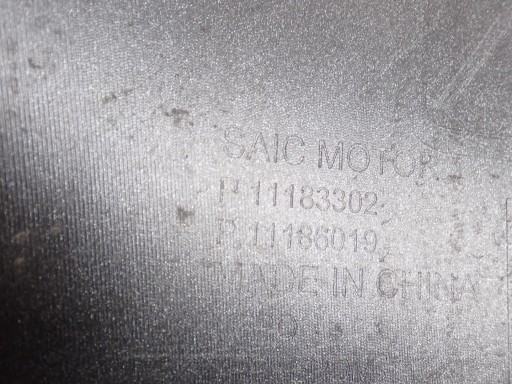 SAIC MOTOR
P.11183302
P.11186019
MADE IN CHINA